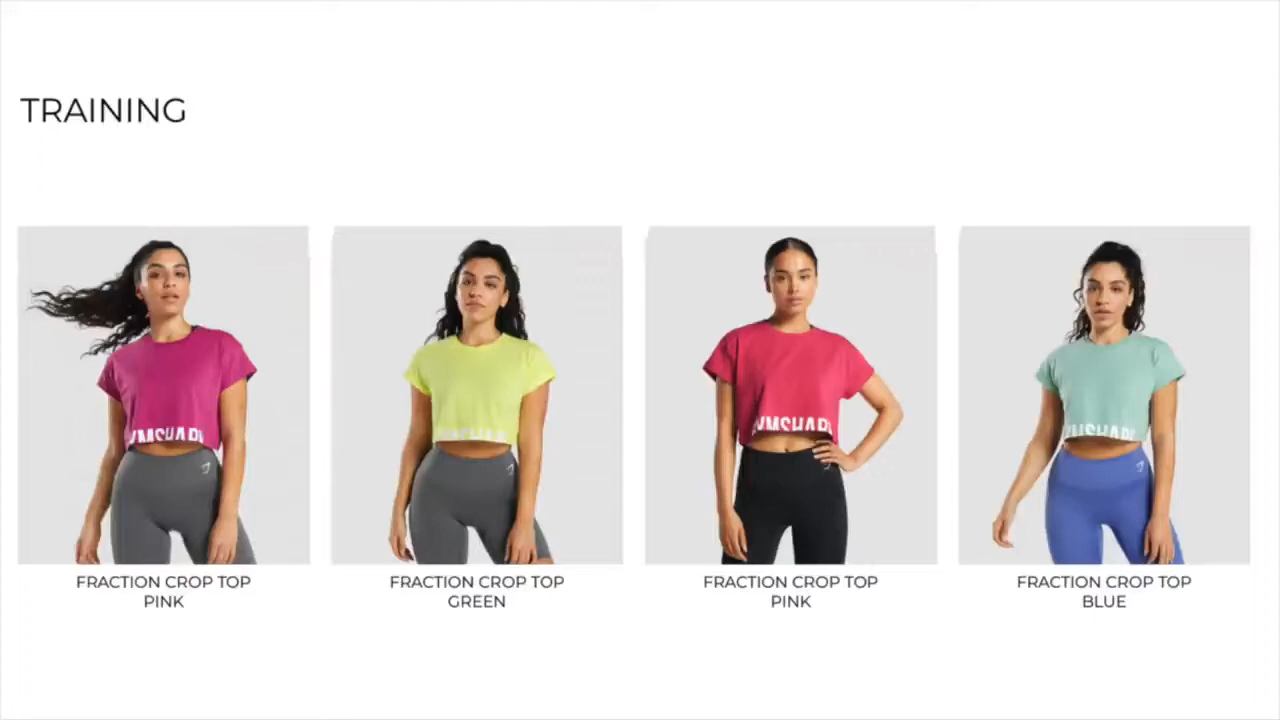 TRAINING
FRACTION CROP TOP
PINK
FRACTION CROP TOP
GREEN
FRACTION CROP TOP
PINK
FRACTION CROP TOP
BLUE